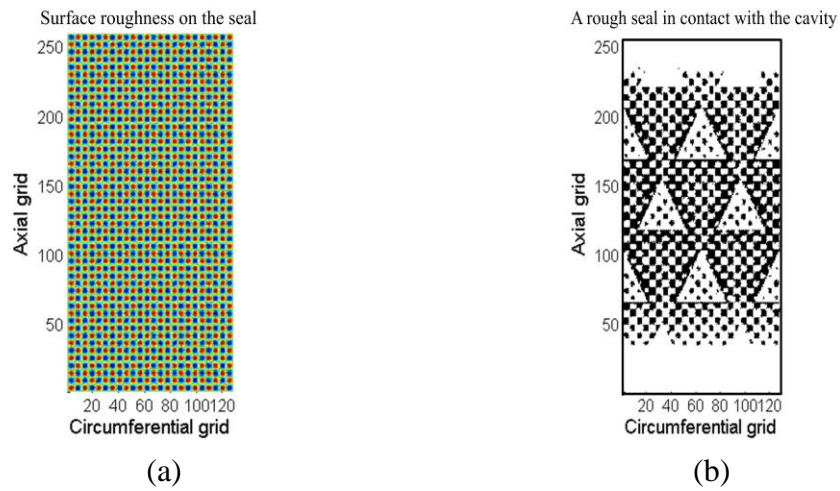 Surface roughness on the seal
250
200
150
100
50
Axial grid
20 40 60 80 100120
Circumferential grid
(a)
A rough seal in contact with the cavity
250
200
150
100
50
Axial grid
20 40 60 80 100120
Circumferential grid
(b)